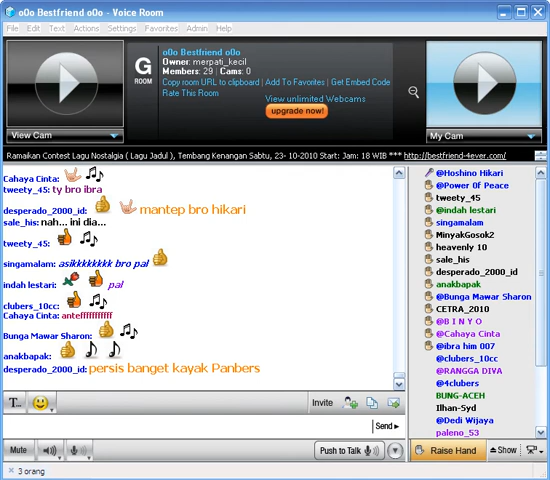 o0o Bestfriend o0o - Voice Room
File Edit Text Actions Settings Favorites Admin Help
G
ROOM
o0o Bestfriend o0o
Owner: merpati_kecil
Members: 29 | Cams: 0
Copy room URL to clipboard | Add To Favorites | Get Embed Code
Rate This Room
View unlimited Webcams
upgrade now!
View Cam
My Cam
Ramaikan Contest Lagu Nostalgia ( Lagu Jadul ), Tembang Kenangan Sabtu, 23- 10-2010 Start: Jam: 18 WIB *** http://bestfriend-4ever.com/
Cahaya Cinta:
tweety_45: ty bro ibra
desperado_2000_id: mantep bro hikari
sale_his: nah... ini dia...
tweety_45:
singamalam: asikkkkkkkk bro pal
indah lestari: pal
clubers_10cc:
Cahaya Cinta: antefffffffffff
Bunga Mawar Sharon:
anakbapak:
desperado_2000_id: persis banget kayak Panbers
@Hoshino Hikari
@Power 0f Peace
tweety_45
@indah lestari
singamalam
MinyakGosok2
heavenly 10
sale_his
desperado_2000_id
anakbapak
@Bunga Mawar Sharon
CETRA_2010
@B I N Y O
@Cahaya Cinta
@ibra him 007
@clubers_10cc
@RANGGA DIVA
@4clubers
BUNG-ACEH
Ilhan-Syd
@Dedi Wijaya
paleno_53
T...
Invite
Send
Mute
Push to Talk
Raise Hand
Show
3 orang